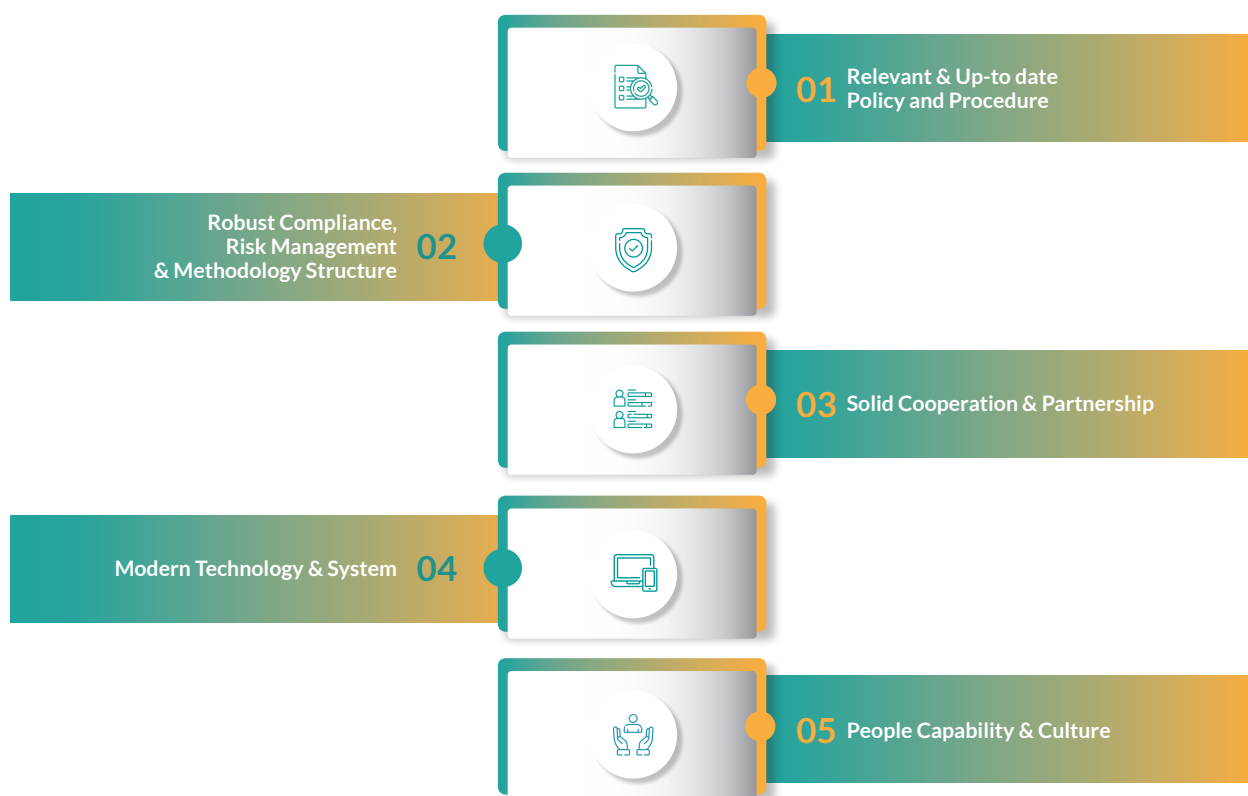 01
Relevant & Up-to date
Policy and Procedure
Robust Compliance,
Risk Management
& Methodology Structure
02
03
Solid Cooperation & Partnership
Modern Technology & System
04
05
People Capability & Culture